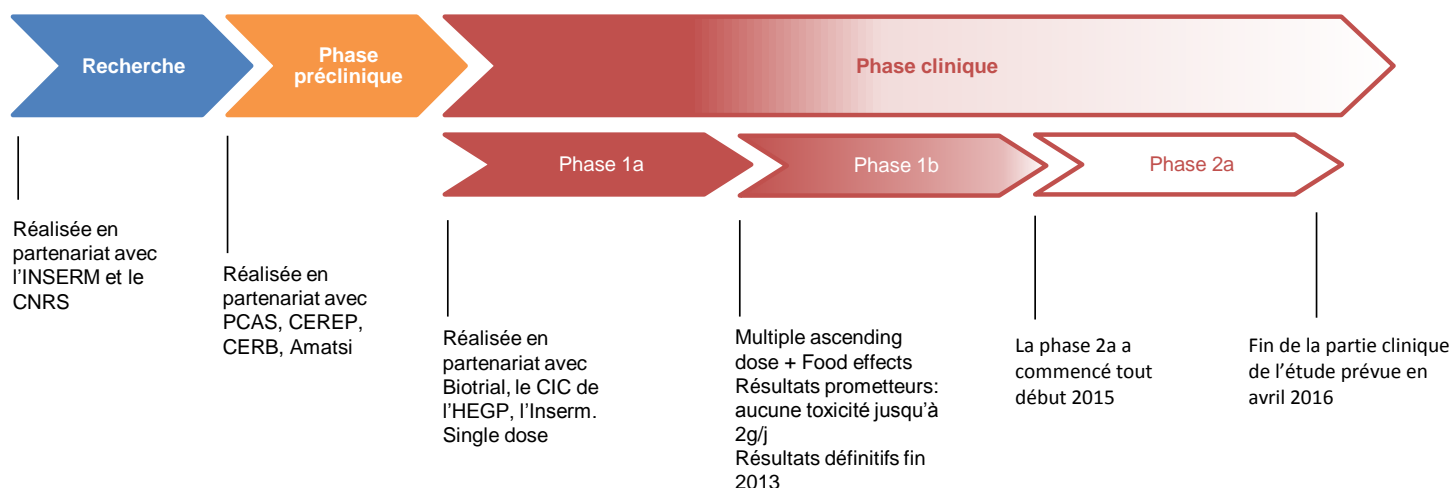 Recherche
Phase
préclinique
Phase clinique
Phase 1a
Phase 1b
Phase 2a
Réalisée en
partenariat avec
l'INSERM et le
CNRS
Réalisée en
partenariat avec
PCAS, CEREP,
CERB, Amatsi
Réalisée en
partenariat avec
Biotrial, le CIC de
l'HEGP, l'Inserm.
Single dose
Multiple ascending
dose + Food effects
Résultats prometteurs:
aucune toxicité jusqu'à
2g/j
Résultats définitifs fin
2013
La phase 2a a
commencé tout
début 2015
Fin de la partie clinique
de l'étude prévue en
avril 2016